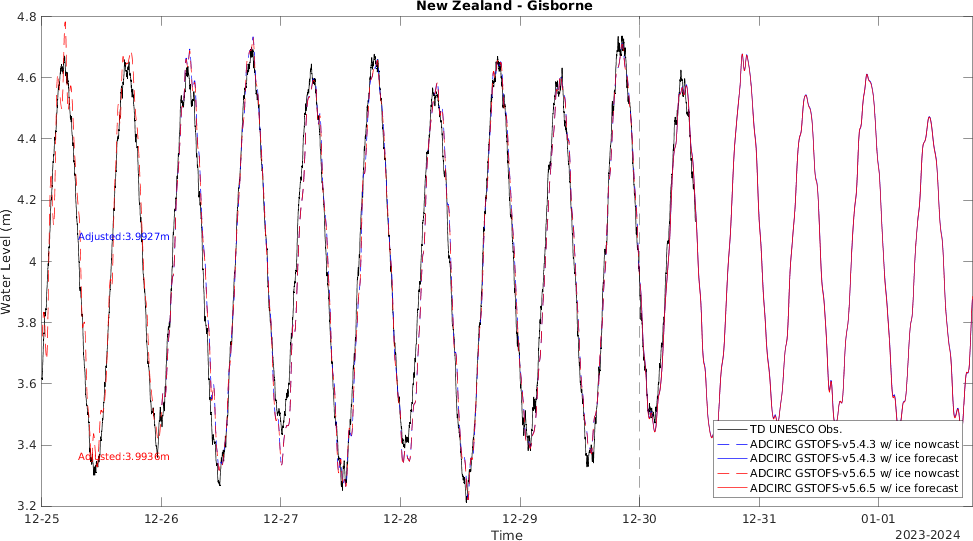 New Zealand - Gisborne
4.8
4.6
4.4
4.2
4
3.8
3.6
3.4
3.2
Water Level (m)
Adjusted:3.9927m
Adjusted:3.9936m
TD UNESCO Obs.
ADCIRC GSTOFS-v5.4.3 w/ ice nowcast
ADCIRC GSTOFS-v5.4.3 w/ ice forecast
ADCIRC GSTOFS-v5.6.5 w/ ice nowcast
ADCIRC GSTOFS-v5.6.5 w/ ice forecast
12-25 12-26 12-27 12-28 12-29 12-30 12-31 01-01
Time
2023-2024